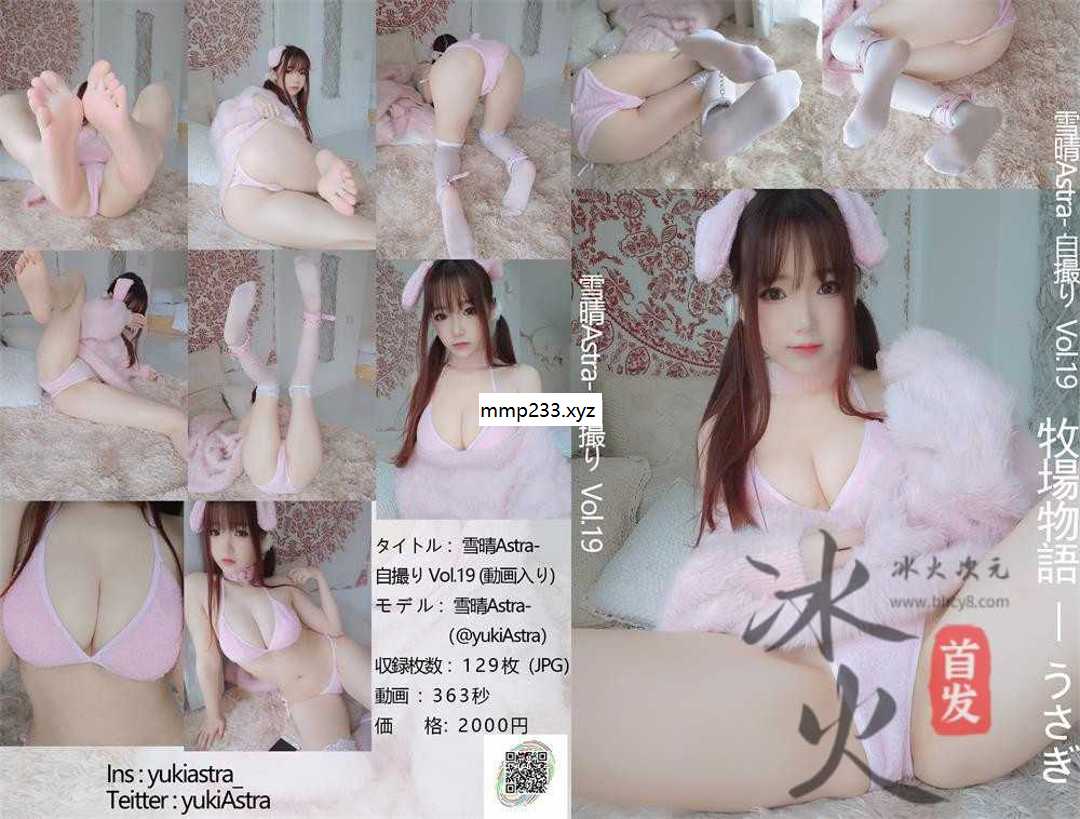 雪晴Astra-自撮り Vol.19
mmp233.xyz
タイトル： 雪晴Astra-
自撮り Vol.19 (動画入り)
モデル： 雪晴Astra-
(@yukiAstra)
収録枚数： 129枚 (JPG)
動画 ： 363秒
価 格: 2000円
Ins : yukiastra_
Teitter : yukiAstra
雪晴Astra- 自撮り Vol.19
牧場物語 — うさぎ
冰火
冰火次元
www.bhcy8.com
首发